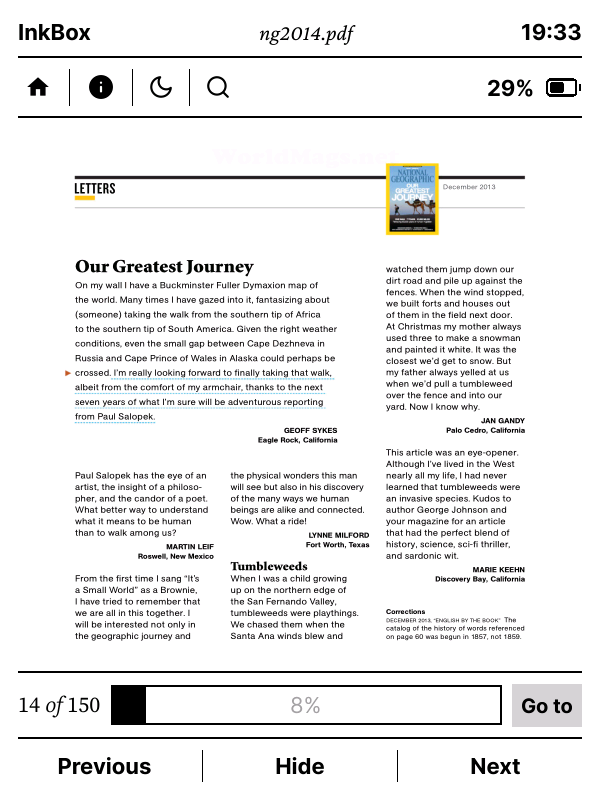 InkBox
ng2014.pdf
19:33
29%
LETTERS
NATIONAL
GEOGRAPHIC
OUR
GREATEST
JOURNEY
December 2013
Our Greatest Journey
On my wall I have a Buckminster Fuller Dymaxion map of
the world. Many times I have gazed into it, fantasizing about
(someone) taking the walk from the southern tip of Africa
to the southern tip of South America. Given the right weather
conditions, even the small gap between Cape Dezhneva in
Russia and Cape Prince of Wales in Alaska could perhaps be
crossed. I'm really looking forward to finally taking that walk,
albeit from the comfort of my armchair, thanks to the next
seven years of what I'm sure will be adventurous reporting
from Paul Salopek.
GEOFF SYKES
Eagle Rock, California
Paul Salopek has the eye of an
artist, the insight of a philoso-
pher, and the candor of a poet.
What better way to understand
what it means to be human
than to walk among us?
MARTIN LEIF
Roswell, New Mexico
From the first time I sang “It's
a Small World” as a Brownie,
I have tried to remember that
we are all in this together. I
will be interested not only in
the geographic journey and
the physical wonders this man
will see but also in his discovery
of the many ways we human
beings are alike and connected.
Wow. What a ride!
LYNNE MILFORD
Fort Worth, Texas
Tumbleweeds
When I was a child growing
up on the northern edge of
the San Fernando Valley,
tumbleweeds were playthings.
We chased them when the
Santa Ana winds blew and
watched them jump down our
dirt road and pile up against the
fences. When the wind stopped,
we built forts and houses out
of them in the field next door.
At Christmas my mother always
used three to make a snowman
and painted it white. It was the
closest we'd get to snow. But
my father always yelled at us
when we'd pull a tumbleweed
over the fence and into our
yard. Now I know why.
JAN GANDY
Palo Cedro, California
This article was an eye-opener.
Although I've lived in the West
nearly all my life, I had never
learned that tumbleweeds were
an invasive species. Kudos to
author George Johnson and
your magazine for an article
that had the perfect blend of
history, science, sci-fi thriller,
and sardonic wit.
MARIE KEEHN
Discovery Bay, California
Corrections
DECEMBER 2013, “ENGLISH BY THE BOOK” The
catalog of the history of words referenced
on page 60 was begun in 1857, not 1859.
14 of 150
8%
Go to
Previous
Hide
Next